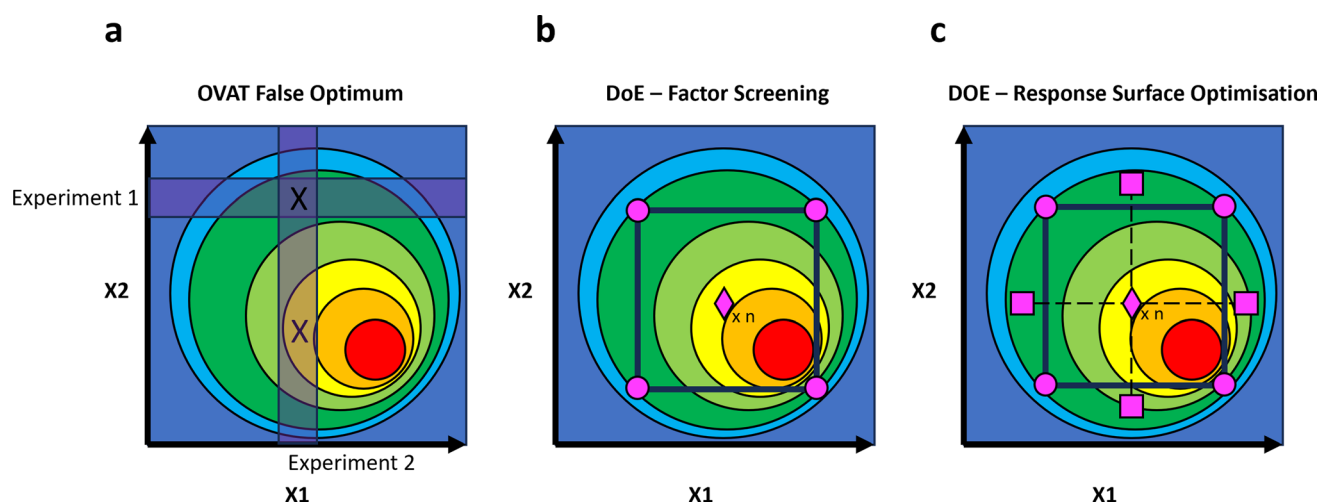 a
OVAT False Optimum
Experiment 1
X
X
X2
Experiment 2
X1
b
DoE – Factor Screening
X2
x n
X1
c
DOE – Response Surface Optimisation
X2
x n
X1